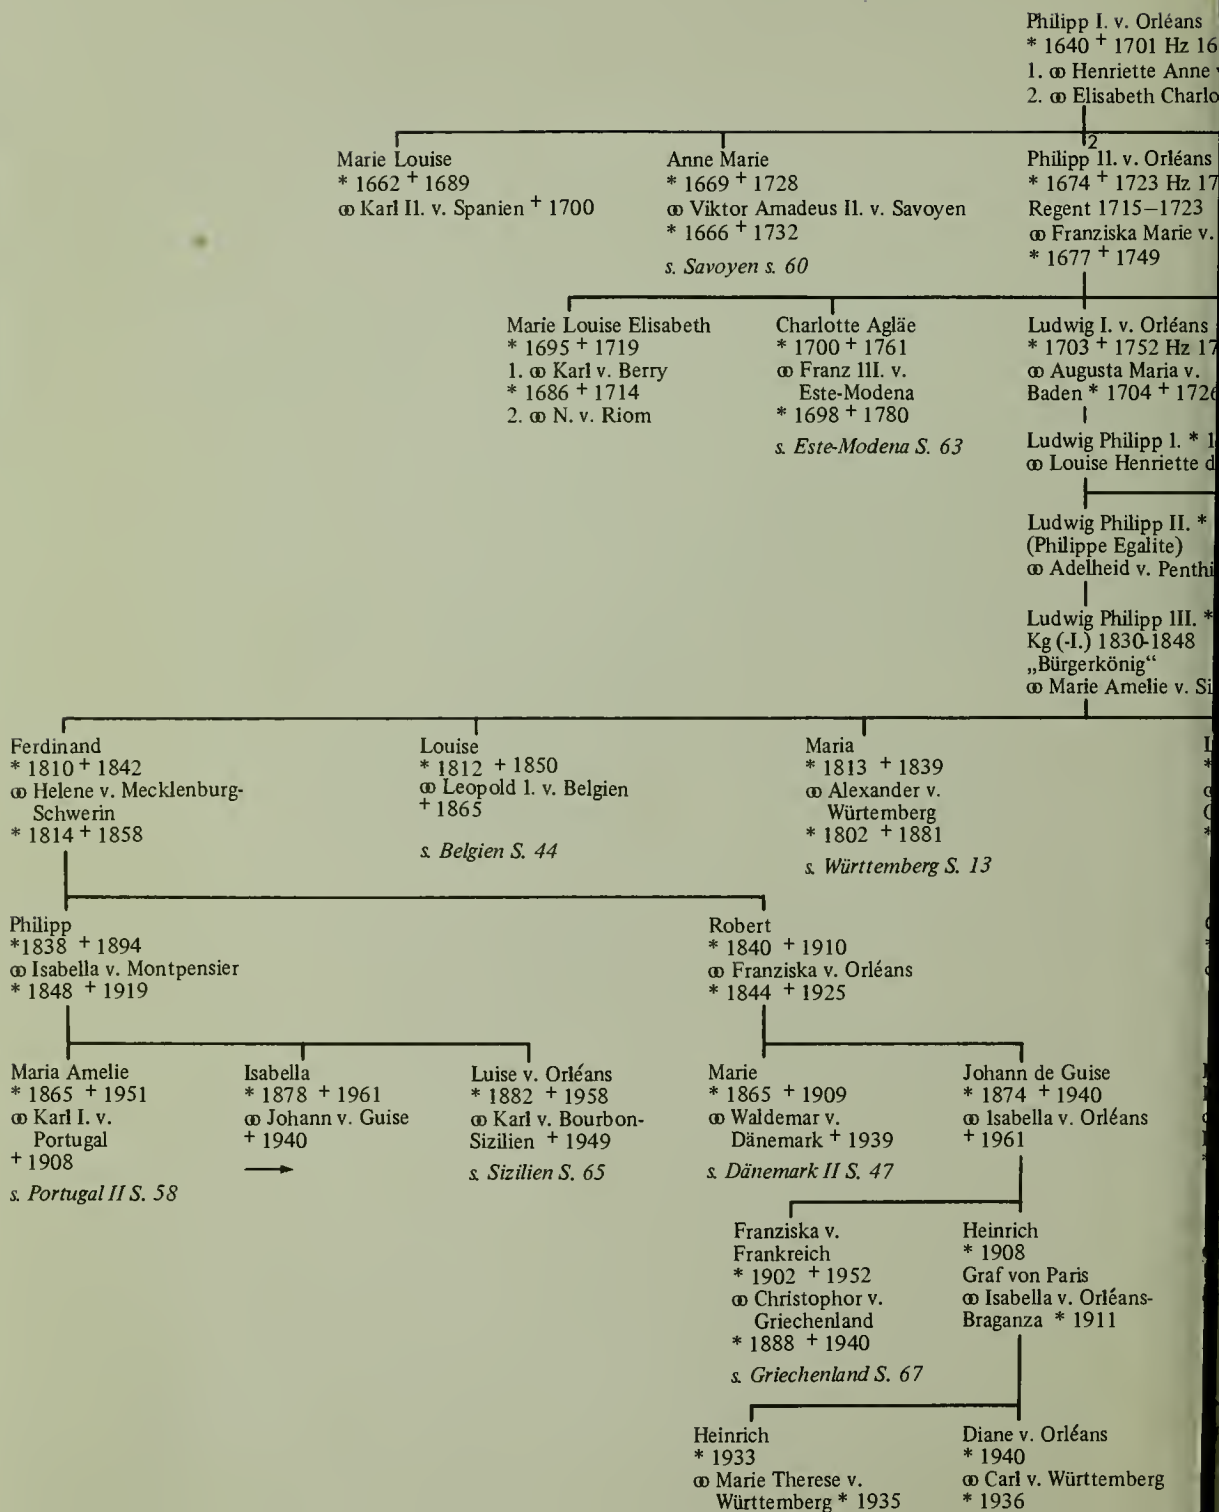 Philipp I. v. Orléans
* 1640 + 1701 Hz 16
1. ⚭ Henriette Anne
2. ⚭ Elisabeth Charlo
2
Marie Louise
* 1662 + 1689
⚭ Karl II. v. Spanien + 1700
Anne Marie
* 1669 + 1728
⚭ Viktor Amadeus II. v. Savoyen
* 1666 + 1732
s. Savoyen s. 60
Philipp II. v. Orléans
* 1674 + 1723 Hz 17
Regent 1715–1723
⚭ Franziska Marie v.
* 1677 + 1749
Marie Louise Elisabeth
* 1695 + 1719
1. ⚭ Karl v. Berry
* 1686 + 1714
2. ⚭ N. v. Riom
Charlotte Agläe
* 1700 + 1761
⚭ Franz III. v.
Este-Modena
* 1698 + 1780
s. Este-Modena S. 63
Ludwig I. v. Orléans
* 1703 + 1752 Hz 17
⚭ Augusta Maria v.
Baden * 1704 + 1726
Ludwig Philipp I. * 1
⚭ Louise Henriette d
Ludwig Philipp II. *
(Philippe Egalite)
⚭ Adelheid v. Penthi
Ludwig Philipp III. *
Kg (-I.) 1830-1848
„Bürgerkönig“
⚭ Marie Amelie v. Si
Ferdinand
* 1810 + 1842
⚭ Helene v. Mecklenburg-
Schwerin
* 1814 + 1858
Louise
* 1812 + 1850
⚭ Leopold I. v. Belgien
+ 1865
s. Belgien S. 44
Maria
* 1813 + 1839
⚭ Alexander v.
Würtemberg
* 1802 + 1881
s. Württemberg S. 13
Philipp
*1838 + 1894
⚭ Isabella v. Montpensier
* 1848 + 1919
Robert
* 1840 + 1910
⚭ Franziska v. Orléans
* 1844 + 1925
Maria Amelie
* 1865 + 1951
⚭ Karl I. v.
Portugal
+ 1908
s. Portugal II S. 58
Isabella
* 1878 + 1961
⚭ Johann v. Guise
+ 1940
Luise v. Orléans
* 1882 + 1958
⚭ Karl v. Bourbon-
Sizilien + 1949
s. Sizilien S. 65
Marie
* 1865 + 1909
⚭ Waldemar v.
Dänemark + 1939
s. Dänemark II S. 47
Johann de Guise
* 1874 + 1940
⚭ Isabella v. Orléans
+ 1961
Franziska v.
Frankreich
* 1902 + 1952
⚭ Christophor v.
Griechenland
* 1888 + 1940
s. Griechenland S. 67
Heinrich
* 1908
Graf von Paris
⚭ Isabella v. Orléans-
Braganza * 1911
Heinrich
* 1933
⚭ Marie Therese v.
Württemberg * 1935
Diane v. Orléans
* 1940
⚭ Carl v. Württemberg
* 1936